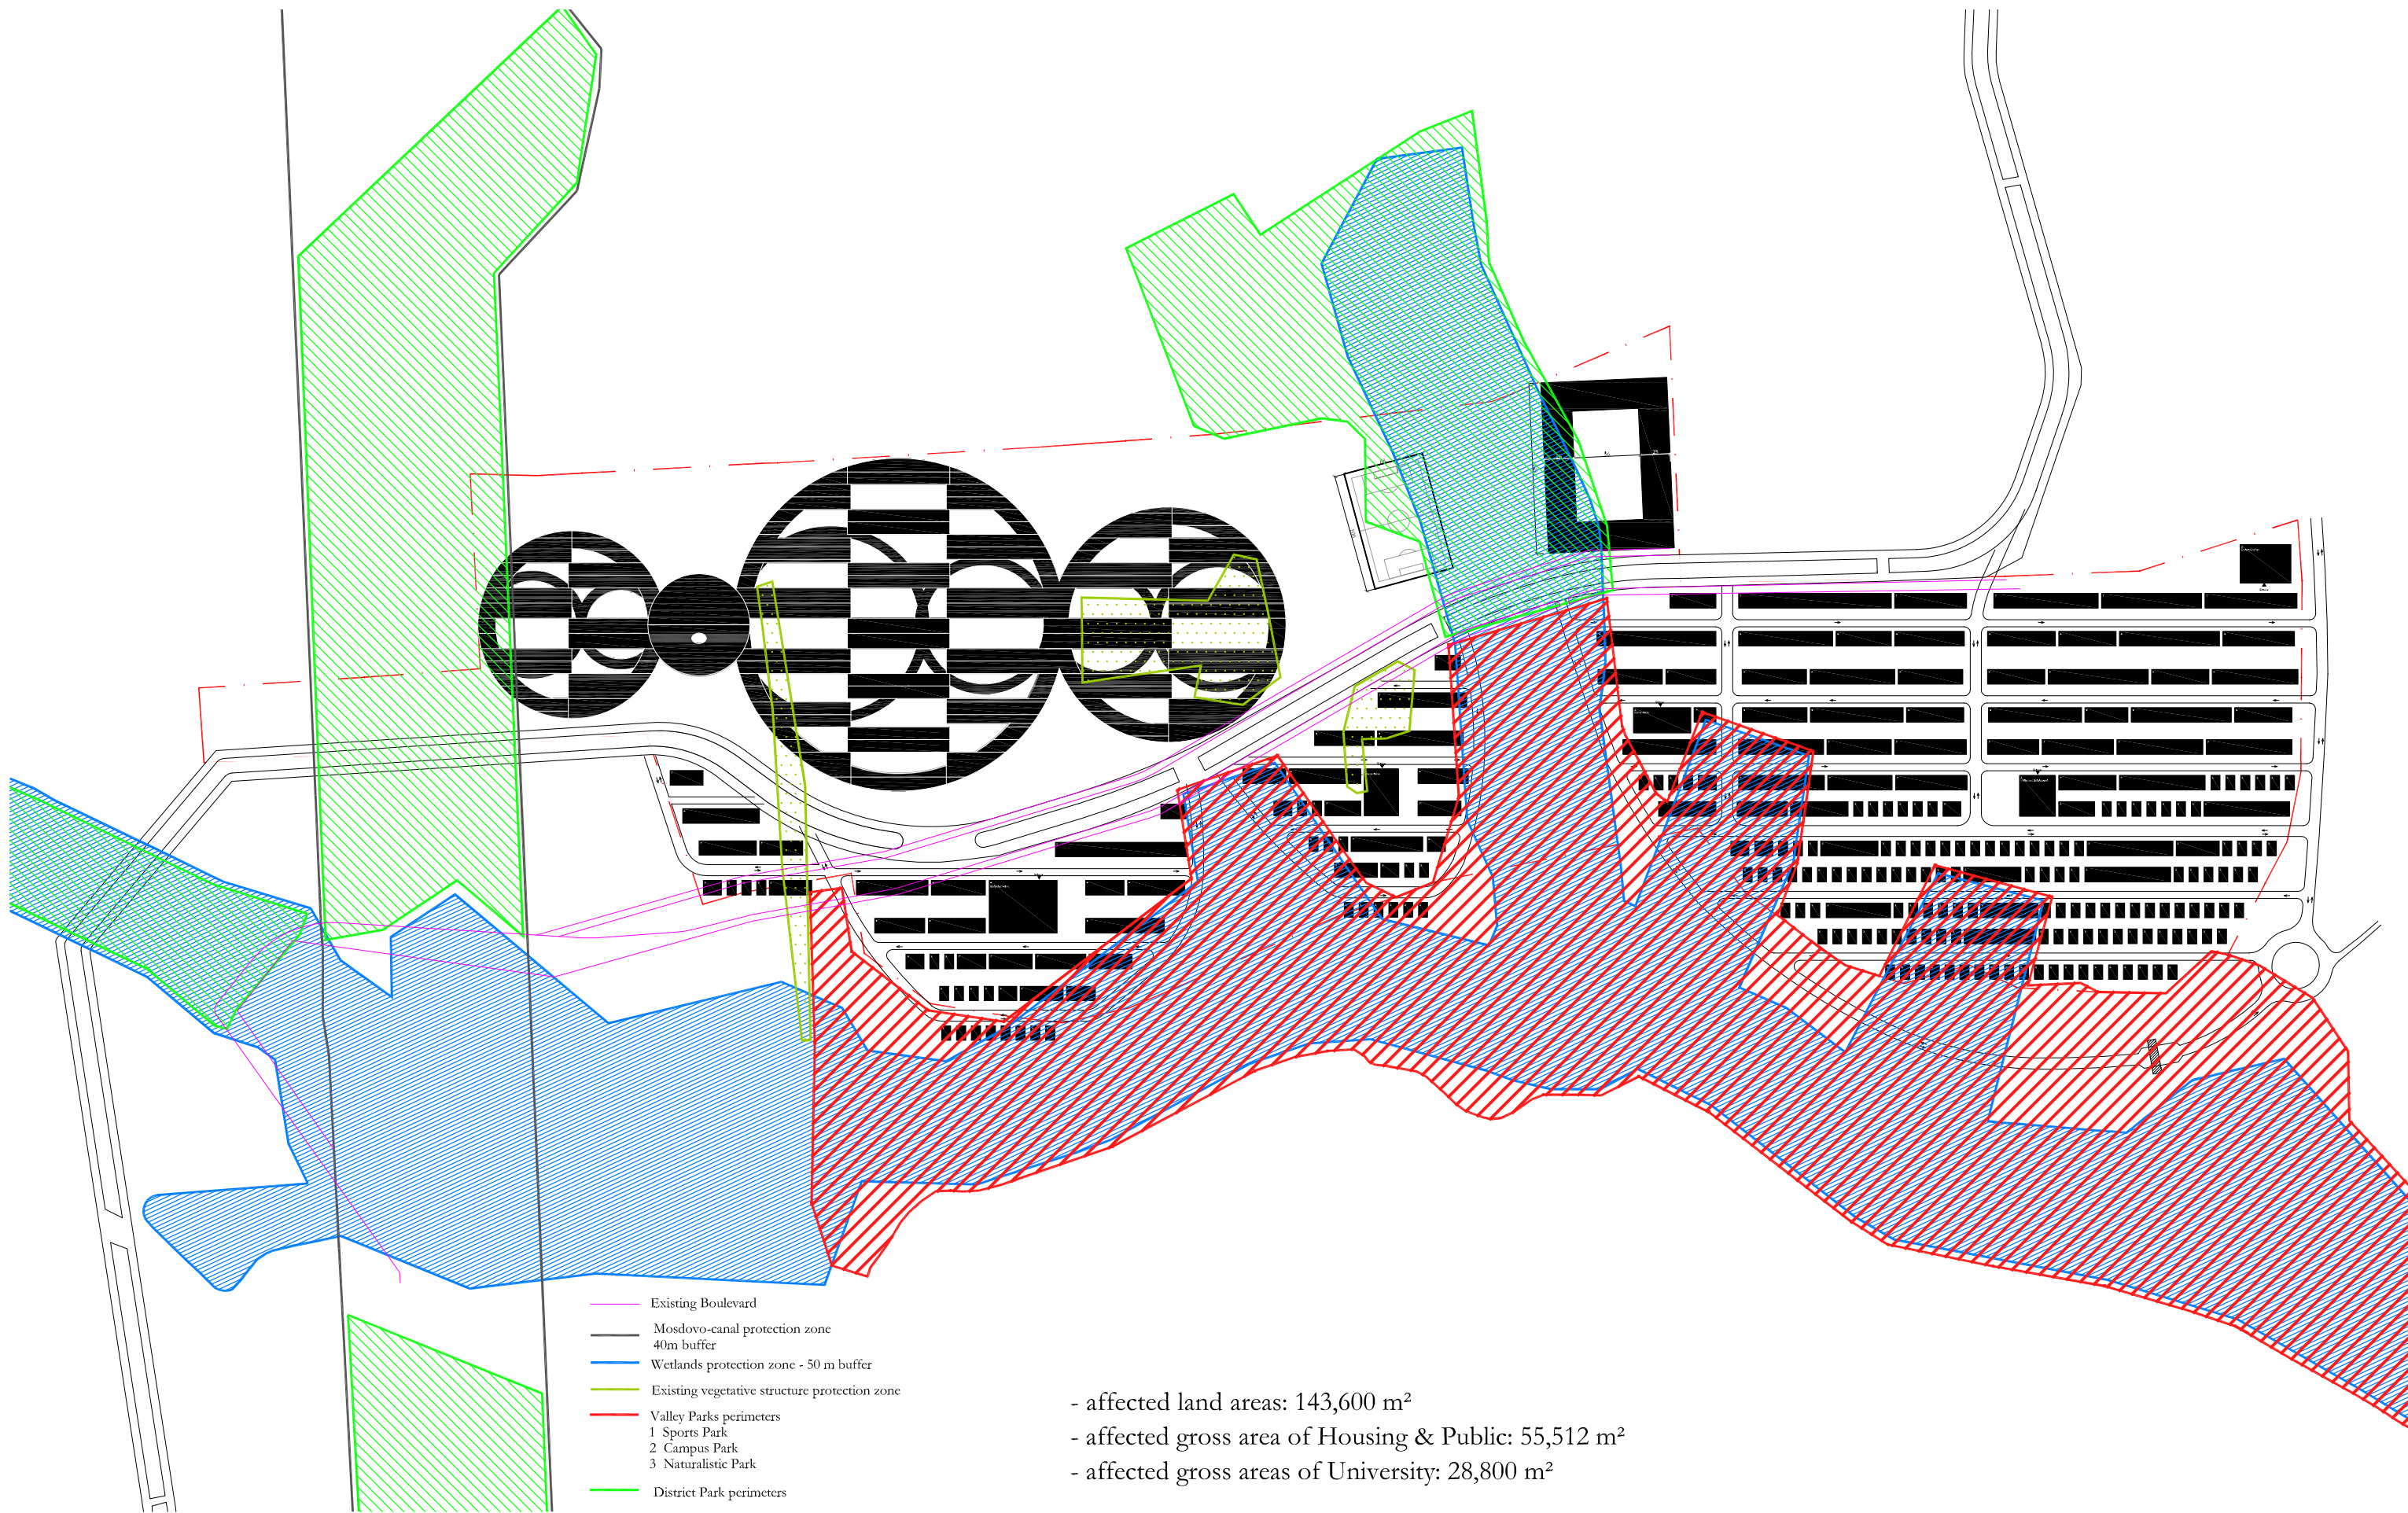 Existing Boulevard
Mosdovo-canal protection zone
40m buffer
Wetlands protection zone - 50 m buffer
Existing vegetative structure protection zone
Valley Parks perimeters
1 Sports Park
2 Campus Park
3 Naturalistic Park
District Park perimeters
- affected land areas: 143,600 m²
- affected gross area of Housing & Public: 55,512 m²
- affected gross areas of University: 28,800 m²